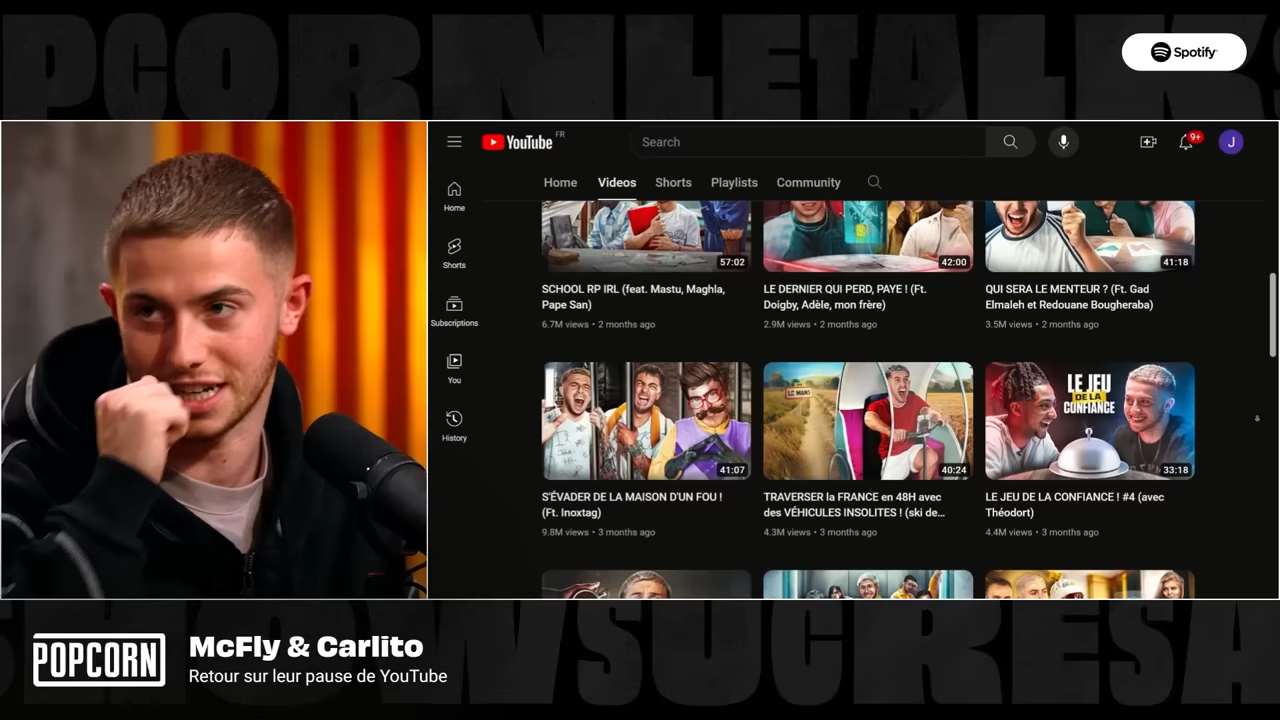 PCORNLETALK
Spotify
YouTube FR
Search
9+
J
Home
Videos
Shorts
Playlists
Community
Home
Shorts
Subscriptions
You
History
57:02
42:00
41:18
SCHOOL RP IRL (feat. Mastu, Maghla,
Pape San)
6.7M views • 2 months ago
LE DERNIER QUI PERD, PAYE ! (Ft.
Doigby, Adèle, mon frère)
2.9M views • 2 months ago
QUI SERA LE MENTEUR ? (Ft. Gad
Elmaleh et Redouane Bougheraba)
3.5M views • 2 months ago
41:07
LE MANS
40:24
LE JEU
DE LA
CONFIANCE
33:18
S'ÉVADER DE LA MAISON D'UN FOU !
(Ft. Inoxtag)
9.8M views • 3 months ago
TRAVERSER la FRANCE en 48H avec
des VÉHICULES INSOLITES ! (ski de...
4.3M views • 3 months ago
LE JEU DE LA CONFIANCE ! #4 (avec
Théodort)
4.4M views • 3 months ago
SHOWSUCRESA
POPCORN
McFly & Carlito
Retour sur leur pause de YouTube